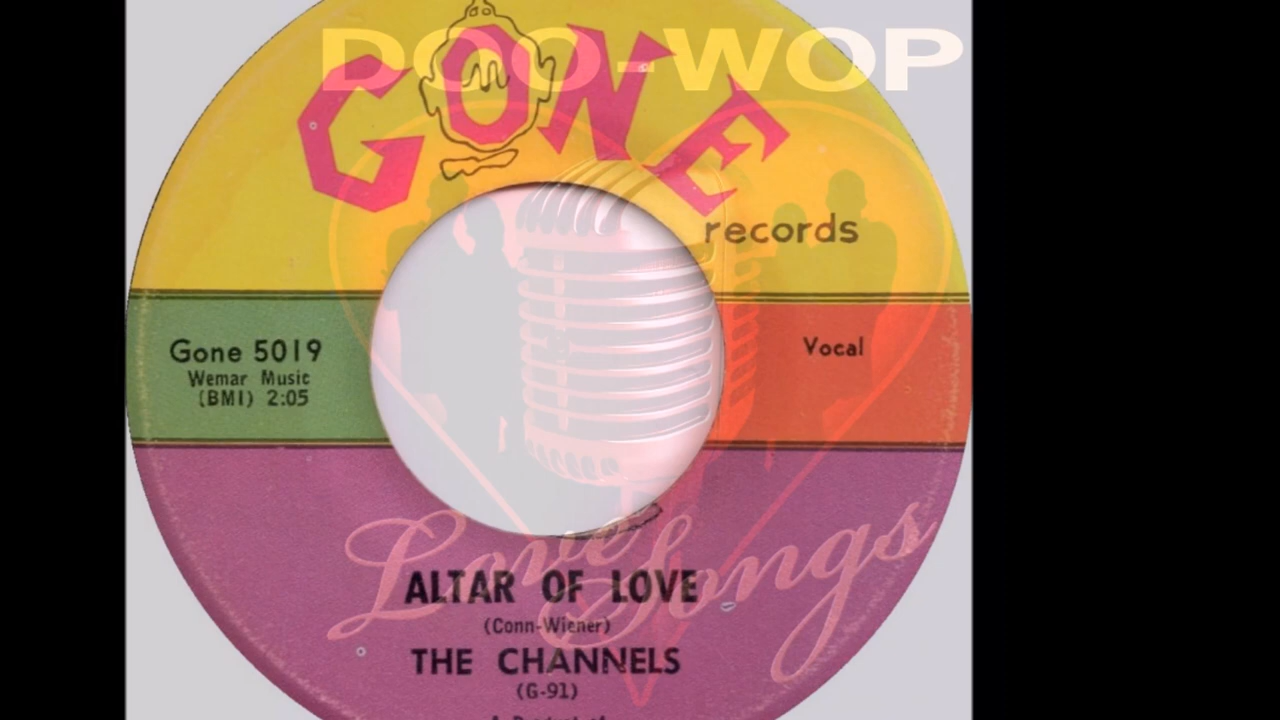 DOO-WOP
GONE
records
Gone 5019
Wemar Music
(BMI) 2:05
Vocal
Love Songs
ALTAR OF LOVE
(Conn-Wiener)
THE CHANNELS
(G-91)